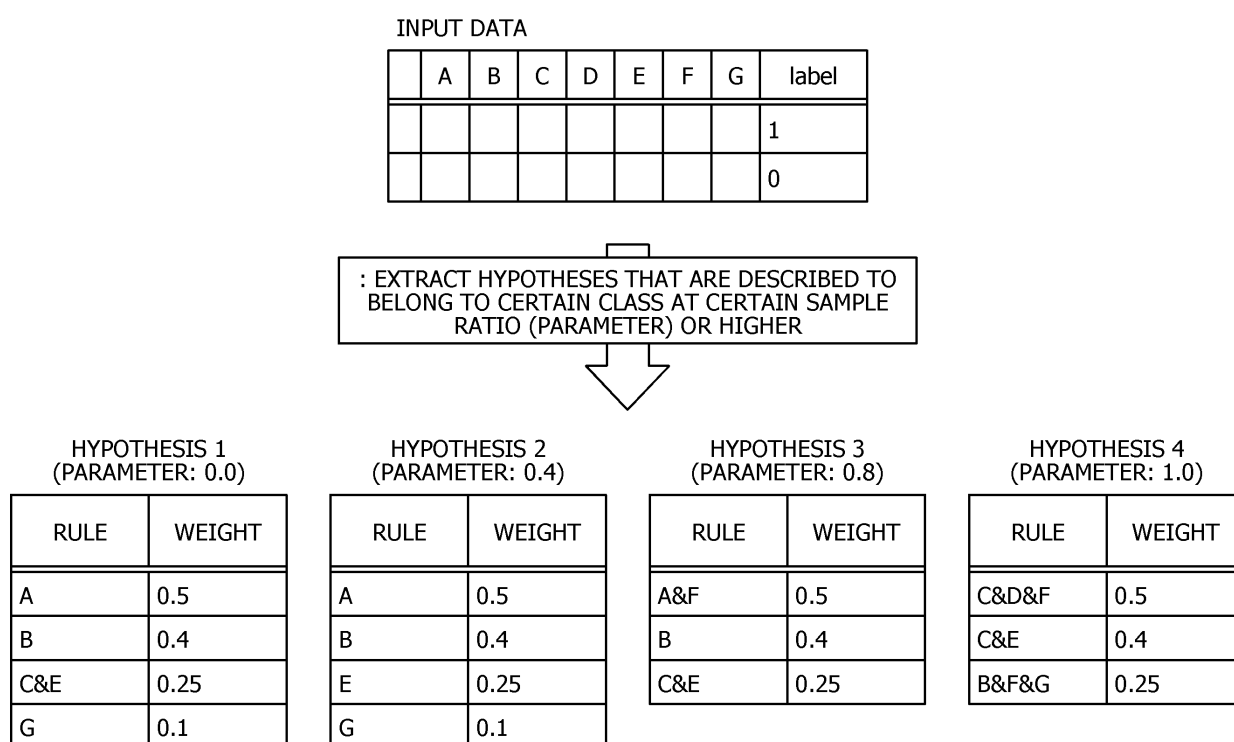 INPUT DATA
A B C D E F G label
1
0
: EXTRACT HYPOTHESES THAT ARE DESCRIBED TO
BELONG TO CERTAIN CLASS AT CERTAIN SAMPLE
RATIO (PARAMETER) OR HIGHER
HYPOTHESIS 1
(PARAMETER: 0.0)
RULE WEIGHT
A 0.5
B 0.4
C&E 0.25
G 0.1
HYPOTHESIS 2
(PARAMETER: 0.4)
RULE WEIGHT
A 0.5
B 0.4
E 0.25
G 0.1
HYPOTHESIS 3
(PARAMETER: 0.8)
RULE WEIGHT
A&F 0.5
B 0.4
C&E 0.25
HYPOTHESIS 4
(PARAMETER: 1.0)
RULE WEIGHT
C&D&F 0.5
C&E 0.4
B&F&G 0.25